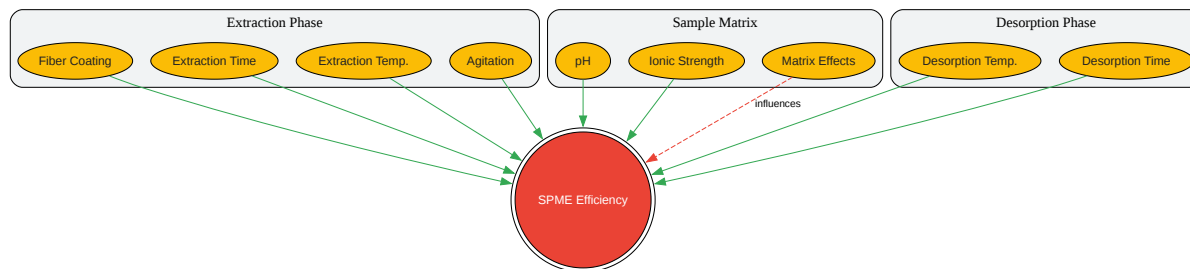 Extraction Phase
Sample Matrix
Desorption Phase
Fiber Coating
Extraction Time
Extraction Temp.
Agitation
pH
Ionic Strength
Matrix Effects
Desorption Temp.
Desorption Time
influences
SPME Efficiency